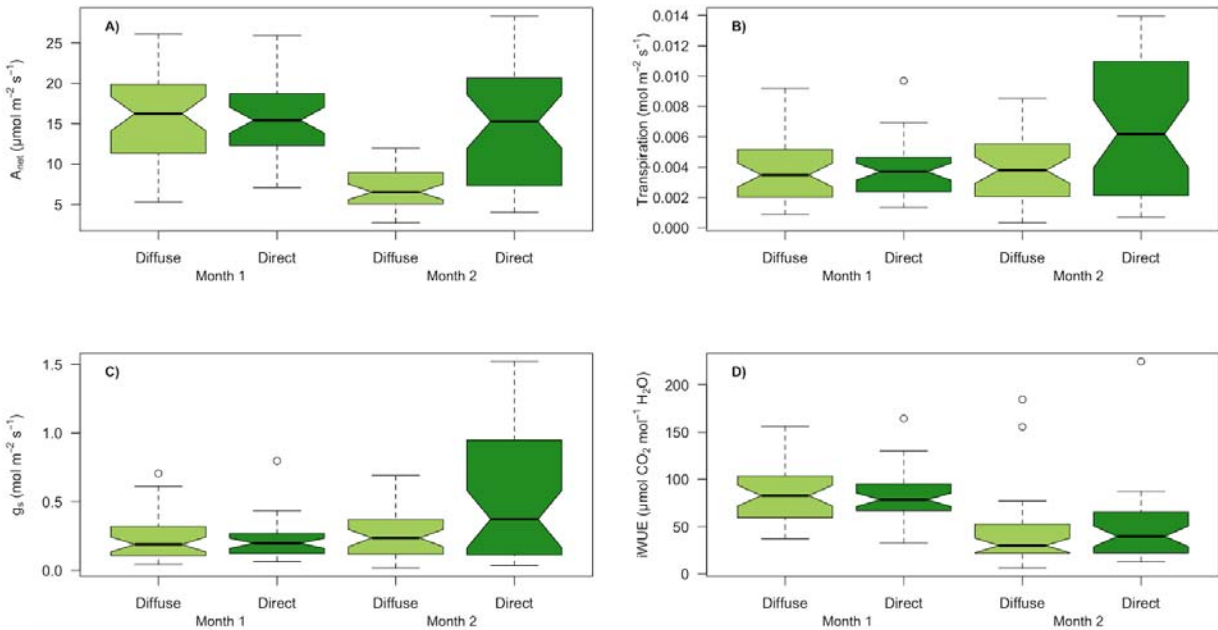 A)
A_net (µmol m⁻² s⁻¹)
25
20
15
10
5
Diffuse Direct Diffuse Direct
Month 1 Month 2
B)
Transpiration (mol m⁻² s⁻¹)
0.014
0.012
0.010
0.008
0.006
0.004
0.002
0.000
Diffuse Direct Diffuse Direct
Month 1 Month 2
C)
g_s (mol m⁻² s⁻¹)
1.5
1.0
0.5
0.0
Diffuse Direct Diffuse Direct
Month 1 Month 2
D)
iWUE (µmol CO₂ mol⁻¹ H₂O)
200
150
100
50
0
Diffuse Direct Diffuse Direct
Month 1 Month 2